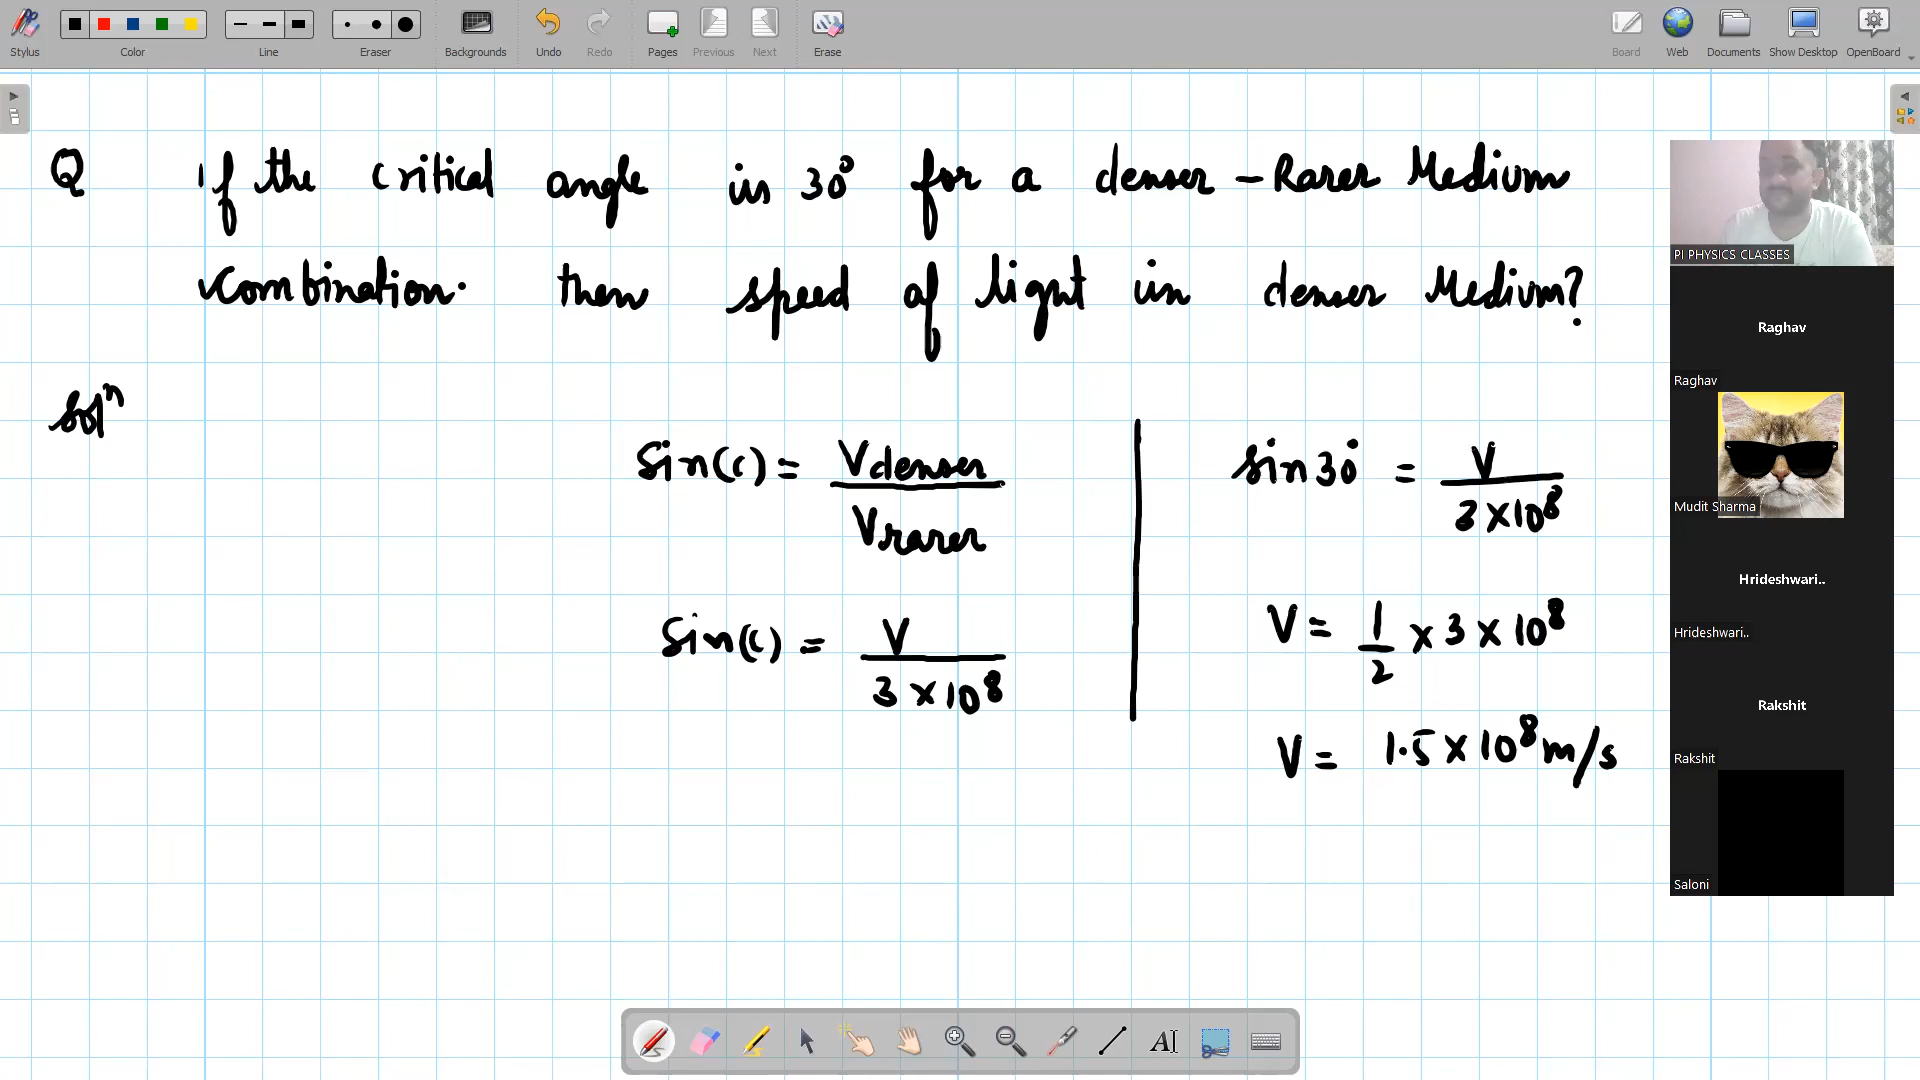 Stylus
Color
Line
Eraser
Backgrounds
Undo
Redo
Pages
Previous
Next
Erase
Board
Web
Documents
Show Desktop
OpenBoard
Q If the critical angle is 30° for a denser - Rarer Medium
combination. then speed of light in denser Medium?
Solⁿ
Sin(c) = Vdenser / Vrarer
Sin(c) = V / 3 × 10⁸
Sin 30° = V / 3 × 10⁸
V = 1/2 × 3 × 10⁸
V = 1.5 × 10⁸ m/s
PI PHYSICS CLASSES
Raghav
Raghav
Mudit Sharma
Hrideshwari..
Hrideshwari..
Rakshit
Rakshit
Saloni